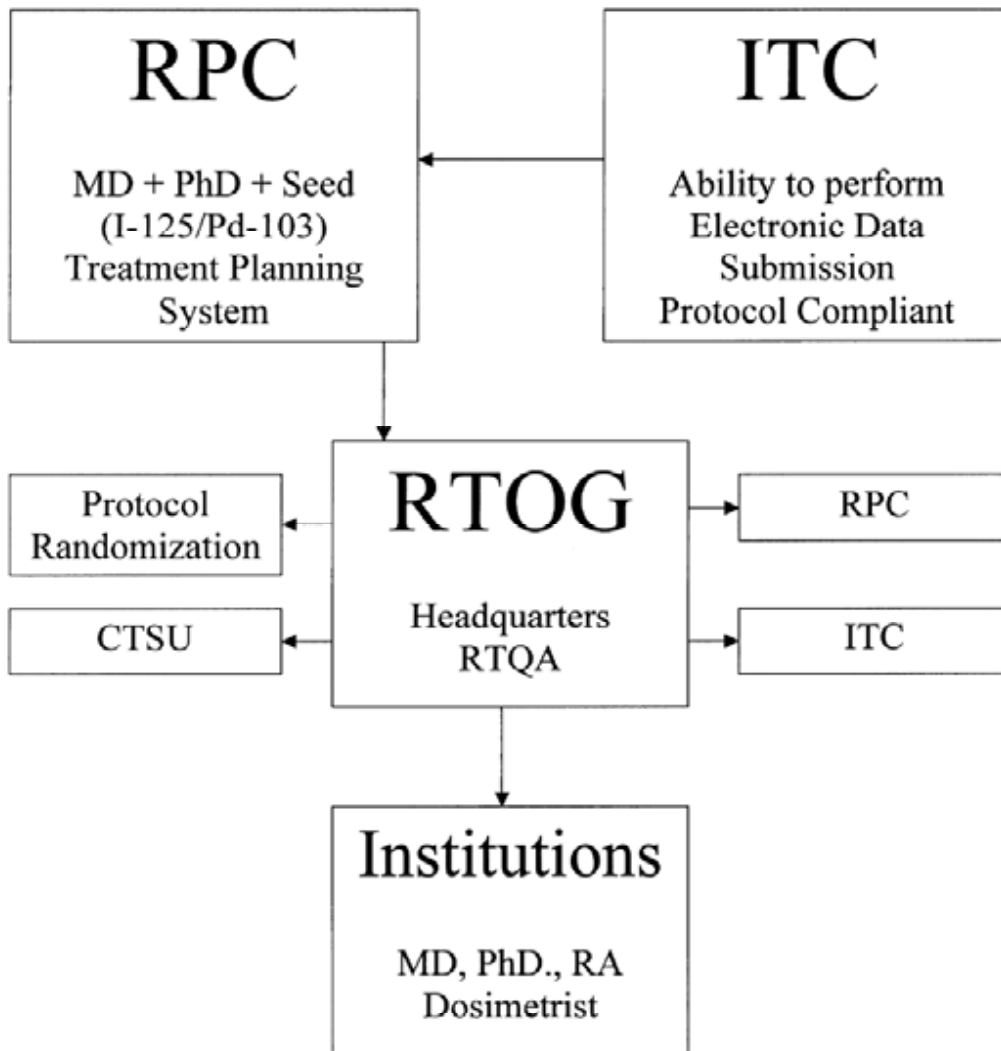 RPC
MD + PhD + Seed
(I-125/Pd-103)
Treatment Planning
System
ITC
Ability to perform
Electronic Data
Submission
Protocol Compliant
Protocol
Randomization
CTSU
RTOG
Headquarters
RTQA
RPC
ITC
Institutions
MD, PhD., RA
Dosimetrist